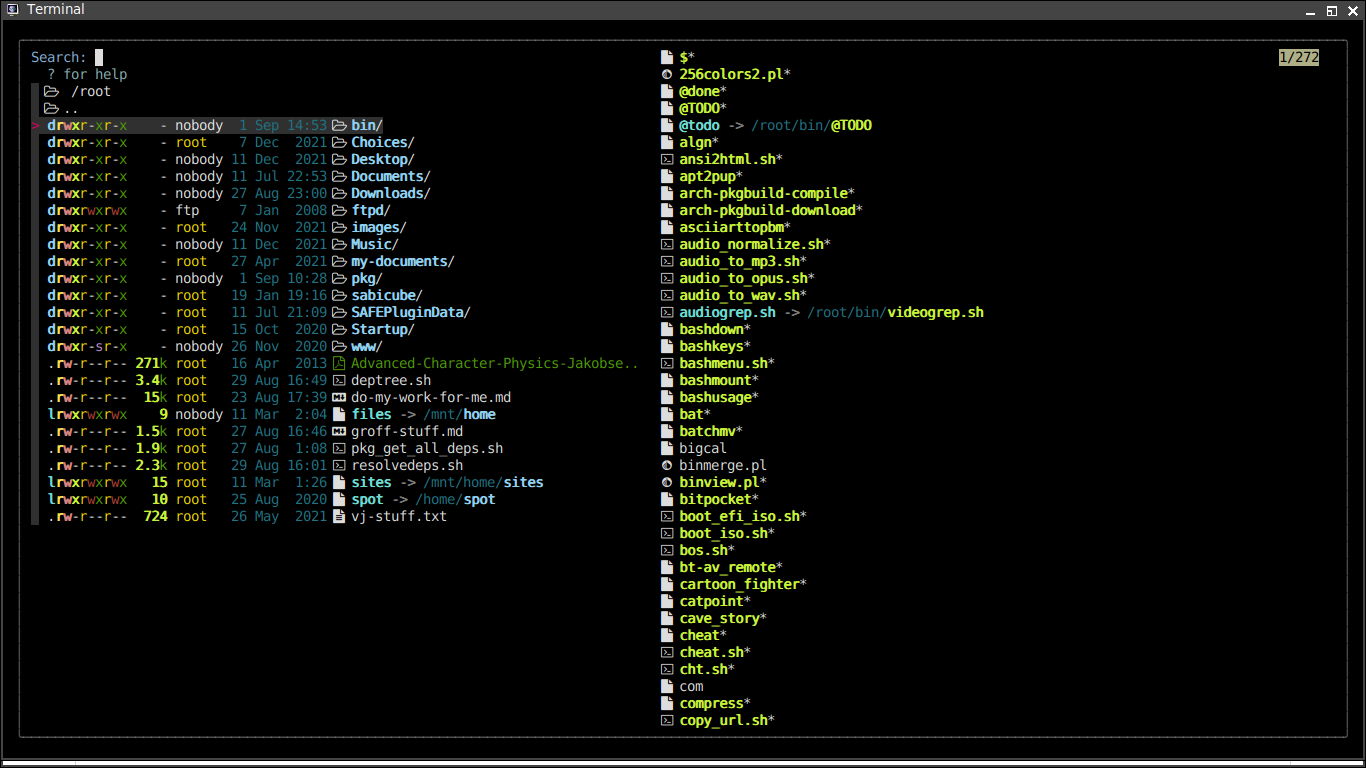 Terminal
Search:
? for help
/root
..
> drwxr-xr-x - nobody 1 Sep 14:53 bin/
drwxr-xr-x - root 7 Dec 2021 Choices/
drwxr-xr-x - nobody 11 Dec 2021 Desktop/
drwxr-xr-x - nobody 11 Jul 22:53 Documents/
drwxr-xr-x - nobody 27 Aug 23:00 Downloads/
drwxrwxrwx - ftp 7 Jan 2008 ftpd/
drwxr-xr-x - root 24 Nov 2021 images/
drwxr-xr-x - nobody 11 Dec 2021 Music/
drwxr-xr-x - root 27 Apr 2021 my-documents/
drwxr-xr-x - nobody 1 Sep 10:28 pkg/
drwxr-xr-x - root 19 Jan 19:16 sabicube/
drwxr-xr-x - root 11 Jul 21:09 SAFEPluginData/
drwxr-xr-x - root 15 Oct 2020 Startup/
drwxr-sr-x - nobody 26 Nov 2020 www/
.rw-r--r-- 271k root 16 Apr 2013 Advanced-Character-Physics-Jakobse..
.rw-r--r-- 3.4k root 29 Aug 16:49 deptree.sh
.rw-r--r-- 15k root 23 Aug 17:39 do-my-work-for-me.md
lrwxrwxrwx 9 nobody 11 Mar 2:04 files -> /mnt/home
.rw-r--r-- 1.5k root 27 Aug 16:46 groff-stuff.md
.rw-r--r-- 1.9k root 27 Aug 1:08 pkg_get_all_deps.sh
.rw-r--r-- 2.3k root 29 Aug 16:01 resolvedeps.sh
lrwxrwxrwx 15 root 11 Mar 1:26 sites -> /mnt/home/sites
lrwxrwxrwx 10 root 25 Aug 2020 spot -> /home/spot
.rw-r--r-- 724 root 26 May 2021 vj-stuff.txt
1/272
$*
256colors2.pl*
@done*
@TODO*
@todo -> /root/bin/@TODO
algn*
ansi2html.sh*
apt2pup*
arch-pkgbuild-compile*
arch-pkgbuild-download*
asciiarttopbm*
audio_normalize.sh*
audio_to_mp3.sh*
audio_to_opus.sh*
audio_to_wav.sh*
audiogrep.sh -> /root/bin/videogrep.sh
bashdown*
bashkeys*
bashmenu.sh*
bashmount*
bashusage*
bat*
batchmv*
bigcal
binmerge.pl
binview.pl*
bitpocket*
boot_efi_iso.sh*
boot_iso.sh*
bos.sh*
bt-av_remote*
cartoon_fighter*
catpoint*
cave_story*
cheat*
cheat.sh*
cht.sh*
com
compress*
copy_url.sh*